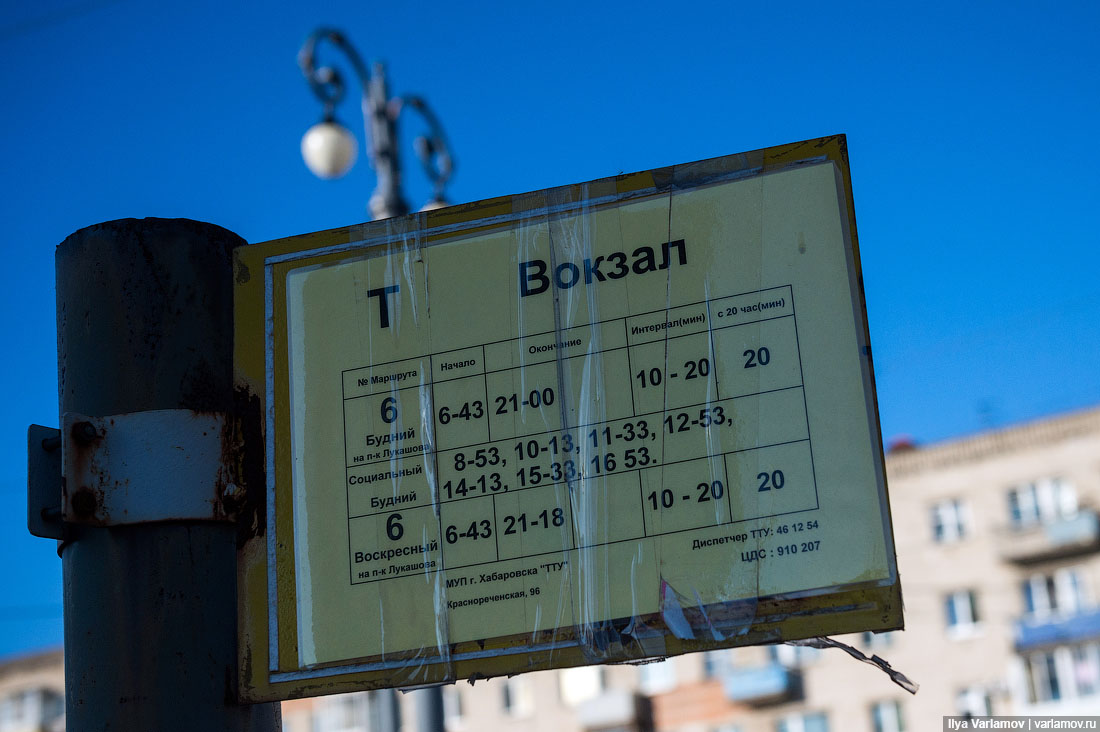 Т Вокзал
№ Маршрута Начало Окончание Интервал(мин) с 20 час(мин)
6 6-43 21-00 10 - 20 20
Будний
на п-к Лукашова
Социальный 8-53, 10-13, 11-33, 12-53,
Будний 14-13, 15-33, 16 53.
6 6-43 21-18 10 - 20 20
Воскресный
на п-к Лукашова
МУП г. Хабаровска "ТТУ" Диспетчер ТТУ: 46 12 54
Краснореченская, 96 ЦДС : 910 207
Ilya Varlamov | varlamov.ru